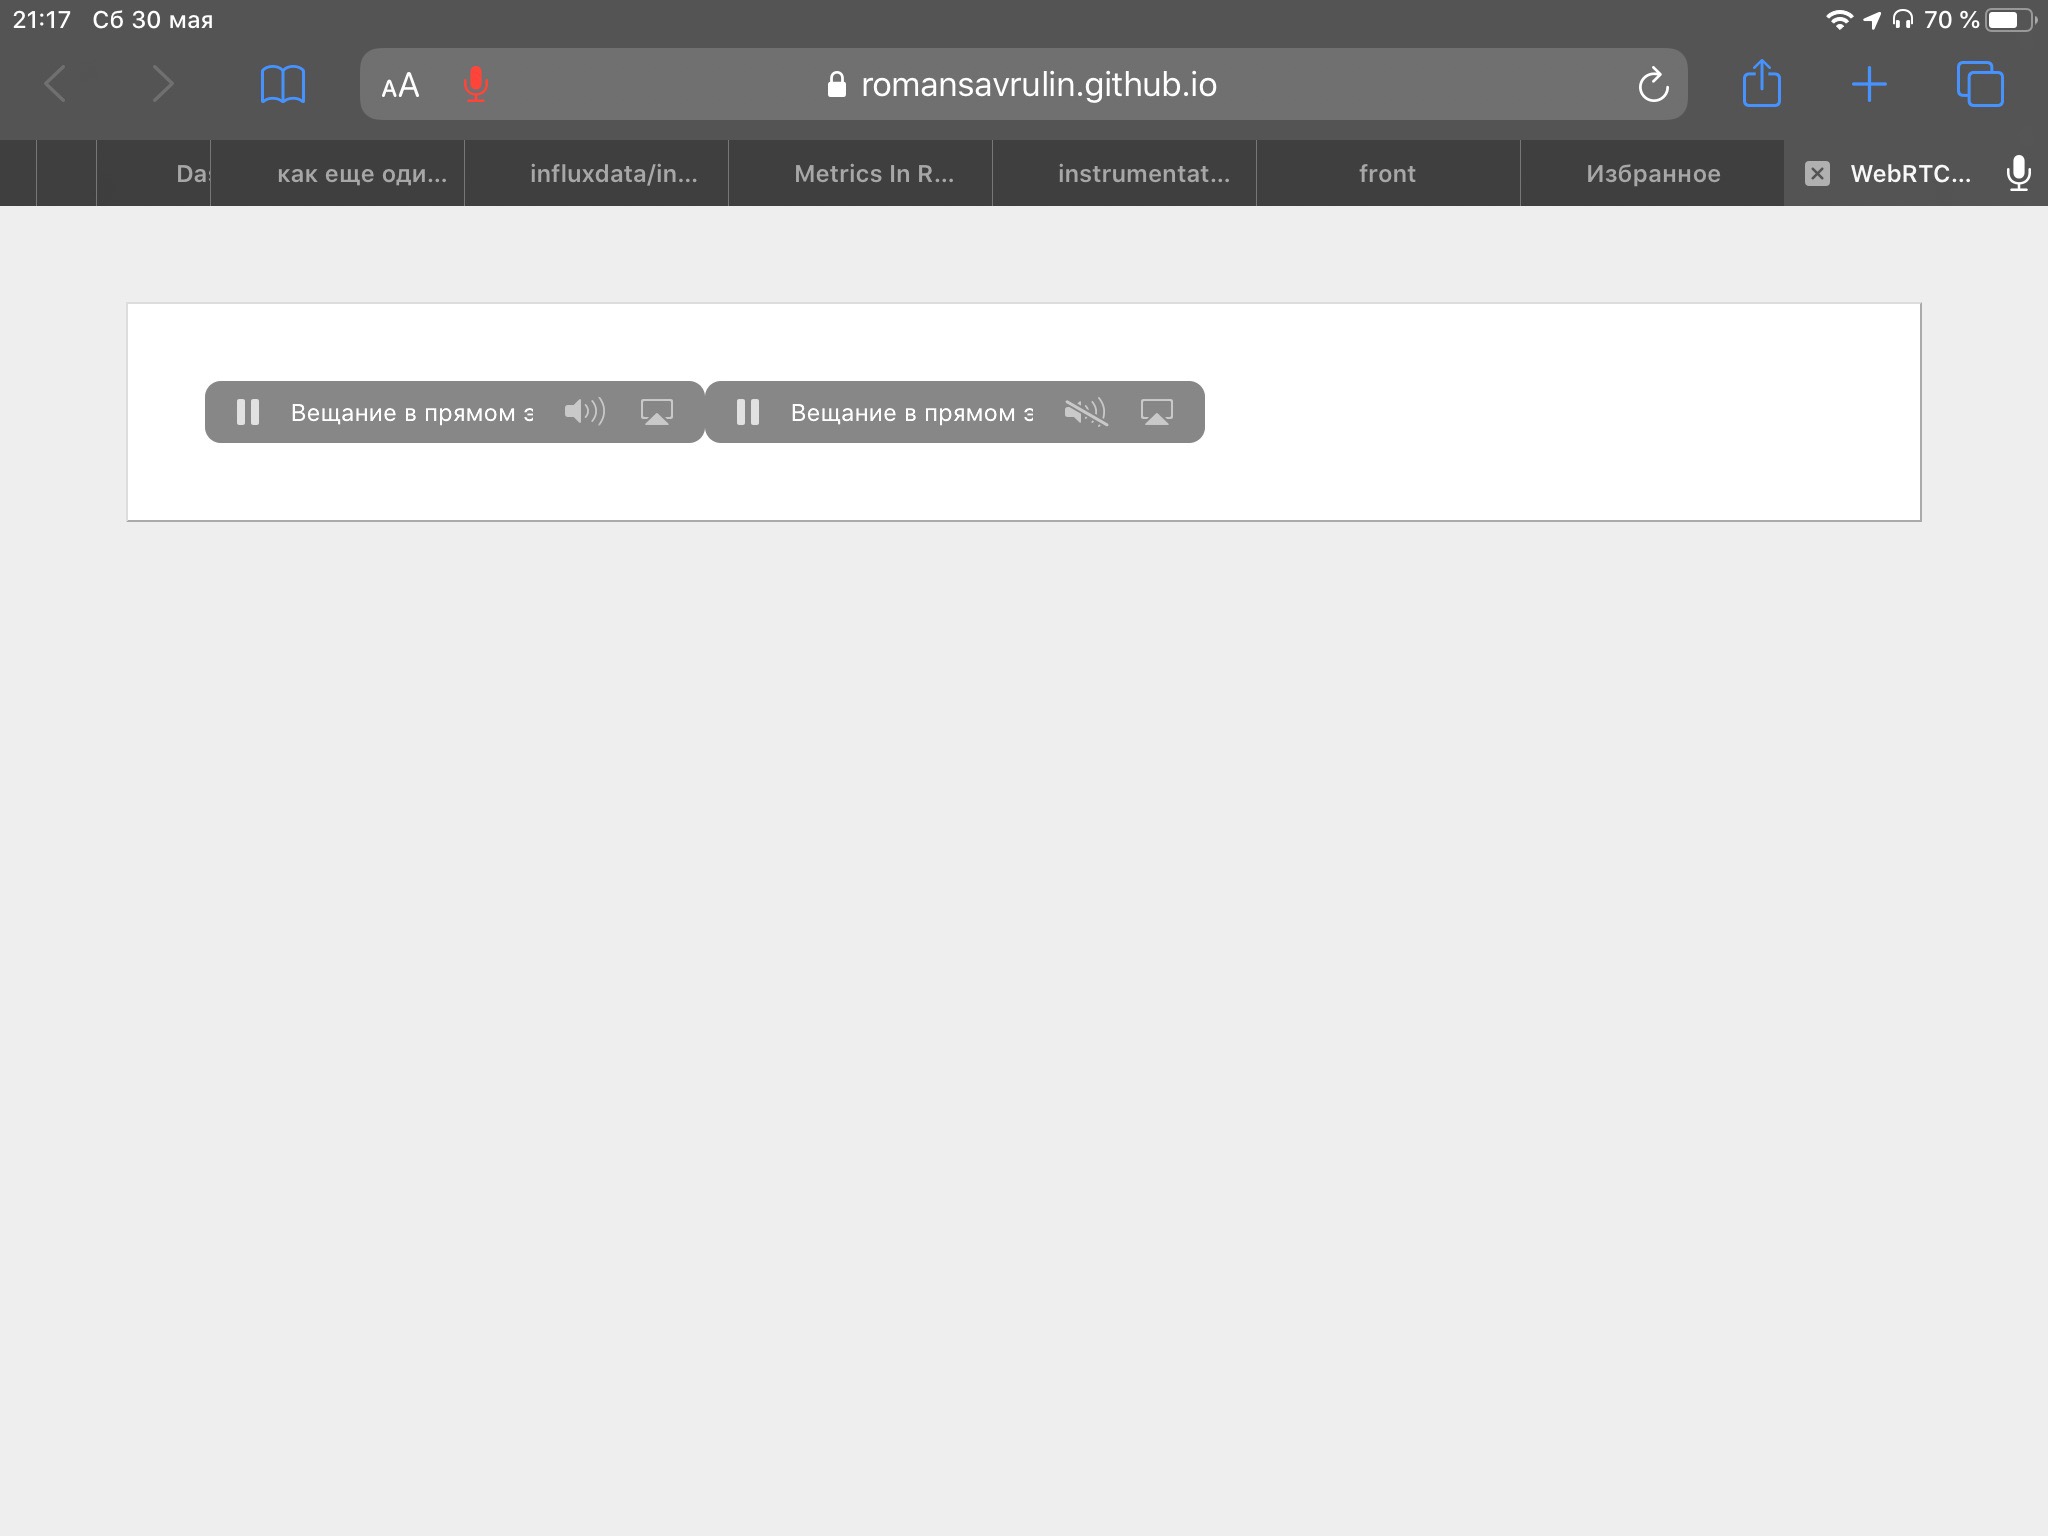 21:17 Сб 30 мая 70 %
AA romansavrulin.github.io
Das как еще оди... influxdata/in... Metrics In R... instrumentat... front Избранное WebRTC...
Вещание в прямом э Вещание в прямом э